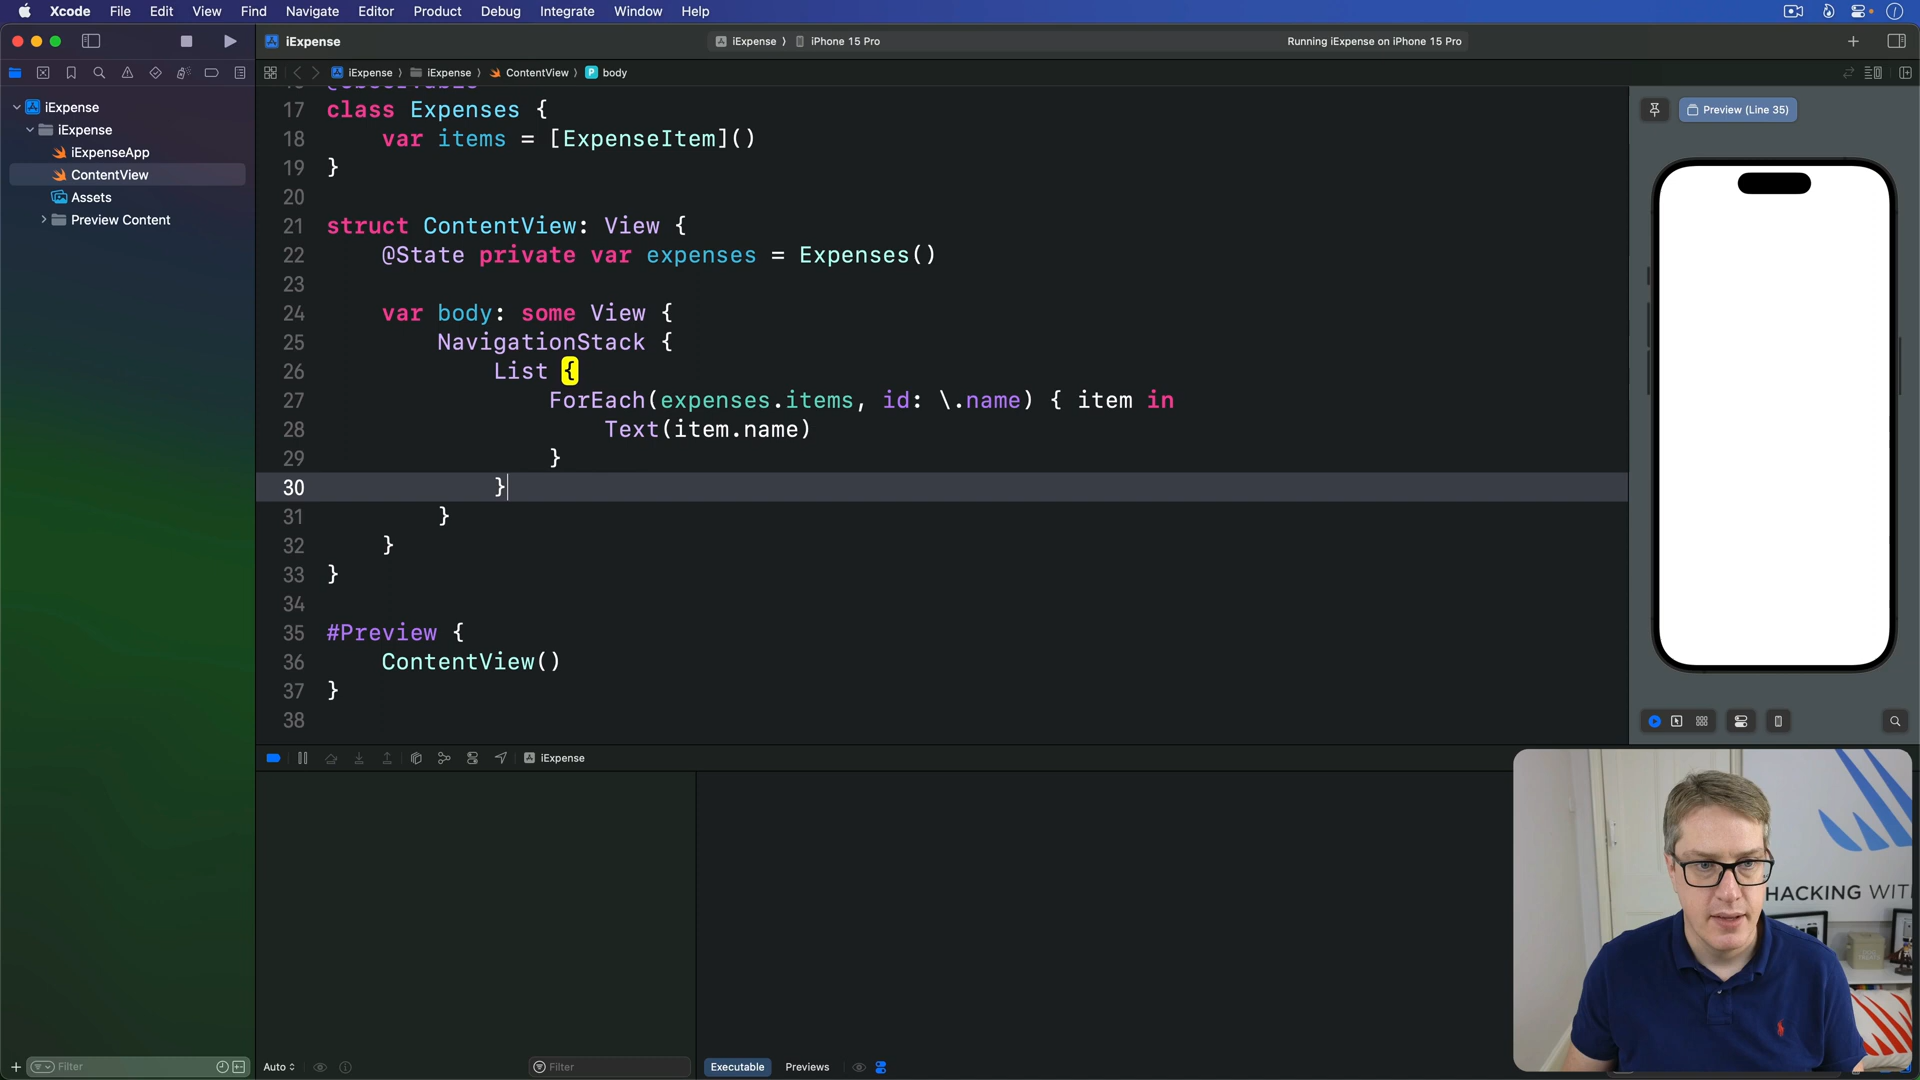 Xcode File Edit View Find Navigate Editor Product Debug Integrate Window Help
iExpense
iExpense 〉 iPhone 15 Pro
Running iExpense on iPhone 15 Pro
iExpense 〉 iExpense 〉 ContentView 〉 P body
iExpense
iExpense
iExpenseApp
ContentView
Assets
Preview Content
17 class Expenses {
18 var items = [ExpenseItem]()
19 }
20
21 struct ContentView: View {
22 @State private var expenses = Expenses()
23
24 var body: some View {
25 NavigationStack {
26 List {
27 ForEach(expenses.items, id: \.name) { item in
28 Text(item.name)
29 }
30 }
31 }
32 }
33 }
34
35 #Preview {
36 ContentView()
37 }
38
Preview (Line 35)
iExpense
HACKING WIT
Filter
Auto
Filter
Executable Previews